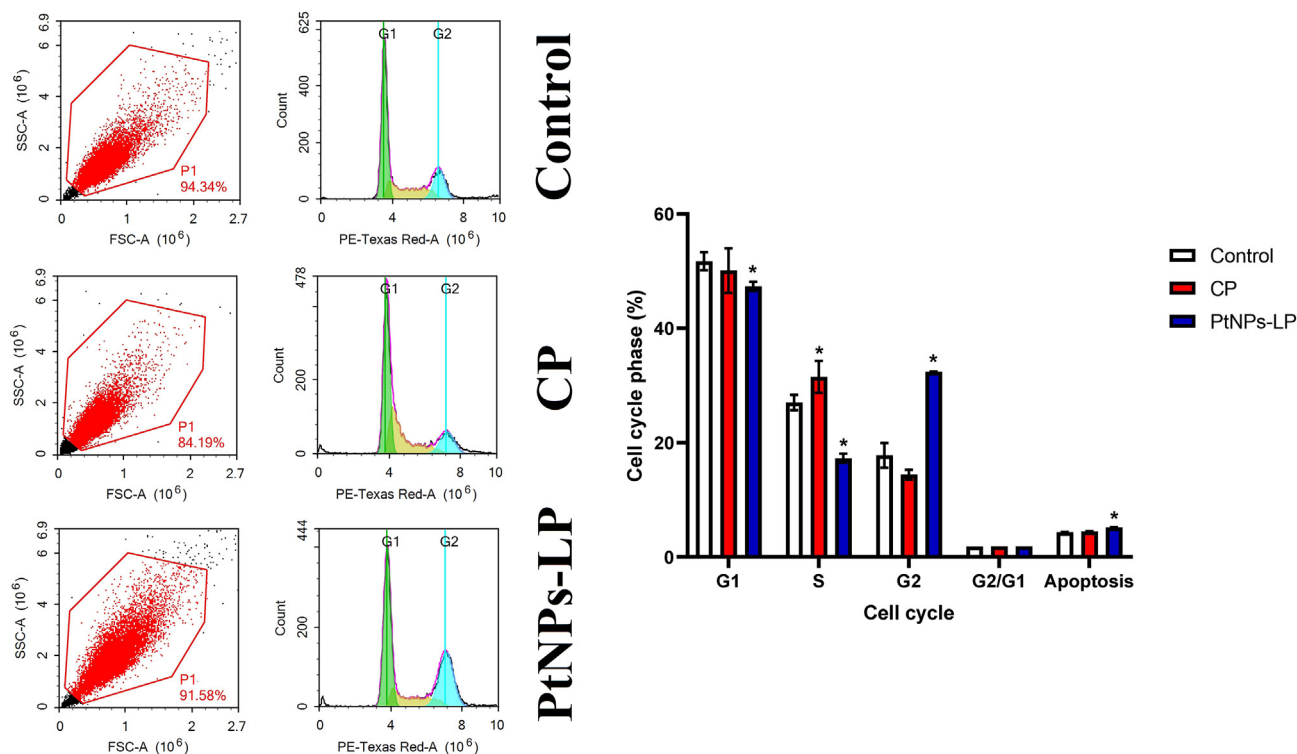 6.9
6
4
2
0
SSC-A (10^6)
P1
94.34%
0
1
2
2.7
FSC-A (10^6)
625
400
200
0
Count
G1
G2
0
4
8
10
PE-Texas Red-A (10^6)
Control
6.9
6
4
2
0
SSC-A (10^6)
P1
84.19%
0
1
2
2.7
FSC-A (10^6)
478
200
0
Count
G1
G2
0
4
8
10
PE-Texas Red-A (10^6)
CP
6.9
6
4
2
0
SSC-A (10^6)
P1
91.58%
0
1
2
2.7
FSC-A (10^6)
444
200
0
Count
G1
G2
0
4
8
10
PE-Texas Red-A (10^6)
PtNPs-LP
60
40
20
0
Cell cycle phase (%)
*
*
*
*
*
G1
S
G2
G2/G1
Apoptosis
Cell cycle
Control
CP
PtNPs-LP